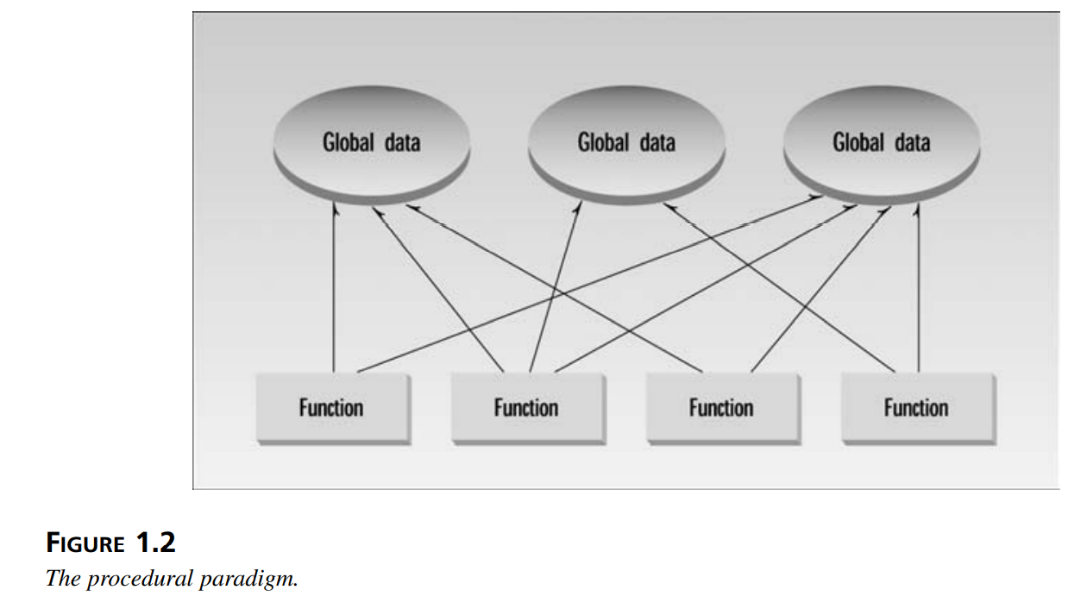 Global data
Global data
Global data
Function
Function
Function
Function
FIGURE 1.2
The procedural paradigm.